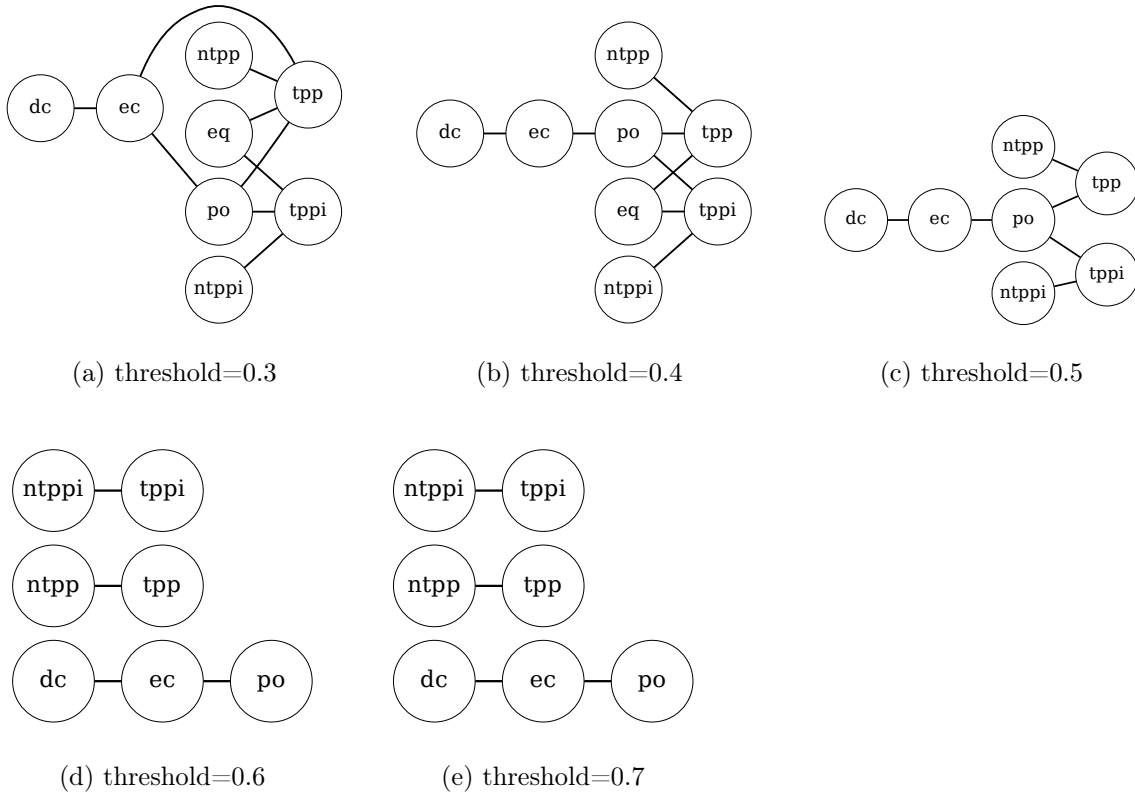 ntpp
tpp
dc
ec
eq
po
tppi
ntppi
(a) threshold=0.3
ntpp
dc
ec
po
tpp
eq
tppi
ntppi
(b) threshold=0.4
ntpp
tpp
dc
ec
po
tppi
ntppi
(c) threshold=0.5
ntppi
tppi
ntpp
tpp
dc
ec
po
(d) threshold=0.6
ntppi
tppi
ntpp
tpp
dc
ec
po
(e) threshold=0.7